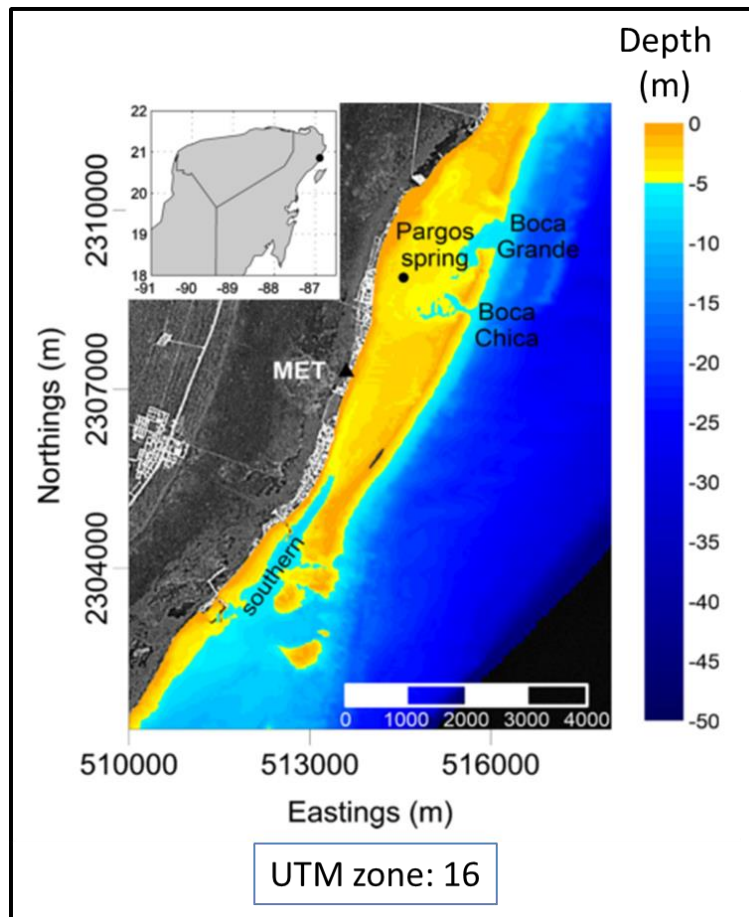 Depth
(m)
22
21
20
19
18
-91
-90
-89
-88
-87
0
-5
-10
-15
-20
-25
-30
-35
-40
-45
-50
Boca
Grande
Pargos
spring
Boca
Chica
MET
southern
2310000
2307000
2304000
Northings (m)
0
1000
2000
3000
4000
510000
513000
516000
Eastings (m)
UTM zone: 16